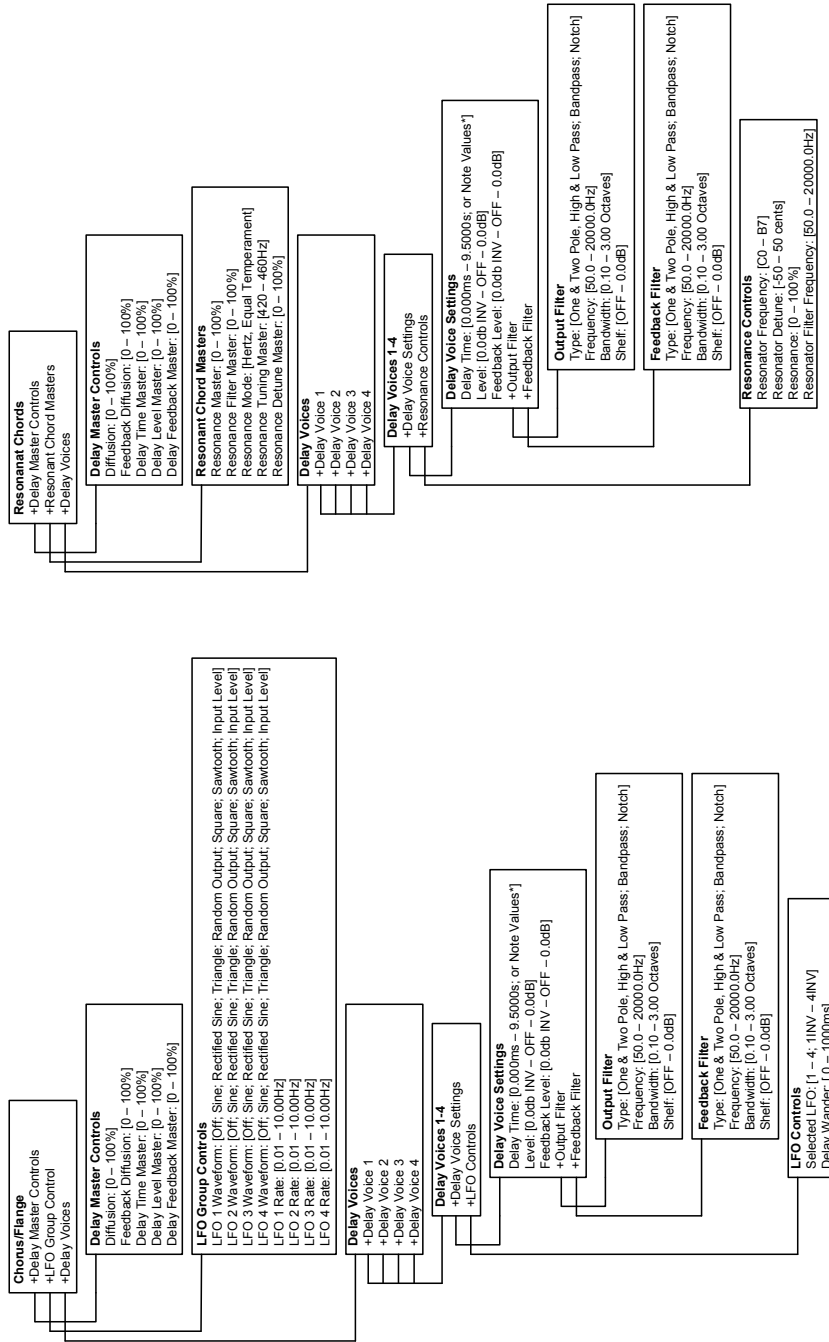 Chorus/Flange
+Delay Master Controls
+LFO Group Control
+Delay Voices
Delay Master Controls
Diffusion: [0 – 100%]
Feedback Diffusion: [0 – 100%]
Delay Time Master: [0 – 100%]
Delay Level Master: [0 – 100%]
Delay Feedback Master: [0 – 100%]
LFO Group Controls
LFO 1 Waveform: [Off; Sine; Rectified Sine; Triangle; Random Output; Square; Sawtooth; Input Level]
LFO 2 Waveform: [Off; Sine; Rectified Sine; Triangle; Random Output; Square; Sawtooth; Input Level]
LFO 3 Waveform: [Off; Sine; Rectified Sine; Triangle; Random Output; Square; Sawtooth; Input Level]
LFO 4 Waveform: [Off; Sine; Rectified Sine; Triangle; Random Output; Square; Sawtooth; Input Level]
LFO 1 Rate: [0.01 – 10.00Hz]
LFO 2 Rate: [0.01 – 10.00Hz]
LFO 3 Rate: [0.01 – 10.00Hz]
LFO 4 Rate: [0.01 – 10.00Hz]
Delay Voices
+Delay Voice 1
+Delay Voice 2
+Delay Voice 3
+Delay Voice 4
Delay Voices 1-4
+Delay Voice Settings
+LFO Controls
Delay Voice Settings
Delay Time: [0.000ms – 9.5000s; or Note Values*]
Level: [0.0db INV – OFF – 0.0dB]
Feedback Level: [0.0db INV – OFF – 0.0dB]
+Output Filter
+Feedback Filter
Output Filter
Type: [One & Two Pole, High & Low Pass; Bandpass; Notch]
Frequency: [50.0 – 20000.0Hz]
Bandwidth: [0.10 – 3.00 Octaves]
Shelf: [OFF – 0.0dB]
Feedback Filter
Type: [One & Two Pole, High & Low Pass; Bandpass; Notch]
Frequency: [50.0 – 20000.0Hz]
Bandwidth: [0.10 – 3.00 Octaves]
Shelf: [OFF – 0.0dB]
LFO Controls
Selected LFO: [1 – 4; 1INV – 4INV]
Delay Wander: [ 0 – 1000ms]
Resonanat Chords
+Delay Master Controls
+Resonant Chord Masters
+Delay Voices
Delay Master Controls
Diffusion: [0 – 100%]
Feedback Diffusion: [0 – 100%]
Delay Time Master: [0 – 100%]
Delay Level Master: [0 – 100%]
Delay Feedback Master: [0 – 100%]
Resonant Chord Masters
Resonance Master: [0 – 100%]
Resonance Filter Master: [0 – 100%]
Resonance Mode: [Hertz, Equal Temperament]
Resonance Tuning Master: [420 – 460Hz]
Resonance Detune Master: [0 – 100%]
Delay Voices
+Delay Voice 1
+Delay Voice 2
+Delay Voice 3
+Delay Voice 4
Delay Voices 1-4
+Delay Voice Settings
+Resonance Controls
Delay Voice Settings
Delay Time: [0.000ms – 9.5000s; or Note Values*]
Level: [0.0db INV – OFF – 0.0dB]
Feedback Level: [0.0db INV – OFF – 0.0dB]
+Output Filter
+Feedback Filter
Output Filter
Type: [One & Two Pole, High & Low Pass; Bandpass; Notch]
Frequency: [50.0 – 20000.0Hz]
Bandwidth: [0.10 – 3.00 Octaves]
Shelf: [OFF – 0.0dB]
Feedback Filter
Type: [One & Two Pole, High & Low Pass; Bandpass; Notch]
Frequency: [50.0 – 20000.0Hz]
Bandwidth: [0.10 – 3.00 Octaves]
Shelf: [OFF – 0.0dB]
Resonance Controls
Resonator Frequency: [C0 – B7]
Resonator Detune: [-50 – 50 cents]
Resonance: [0 – 100%]
Resonator Filter Frequency: [50.0 – 20000.0Hz]